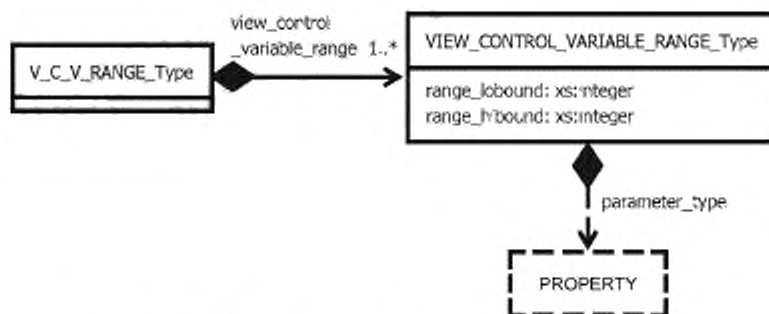 view_control
_variable_range 1..*
V_C_V_RANGE_Type
VIEW_CONTROL_VARIABLE_RANGE_Type
range_lobound: xs:integer
range_hibound: xs:integer
parameter_type
PROPERTY